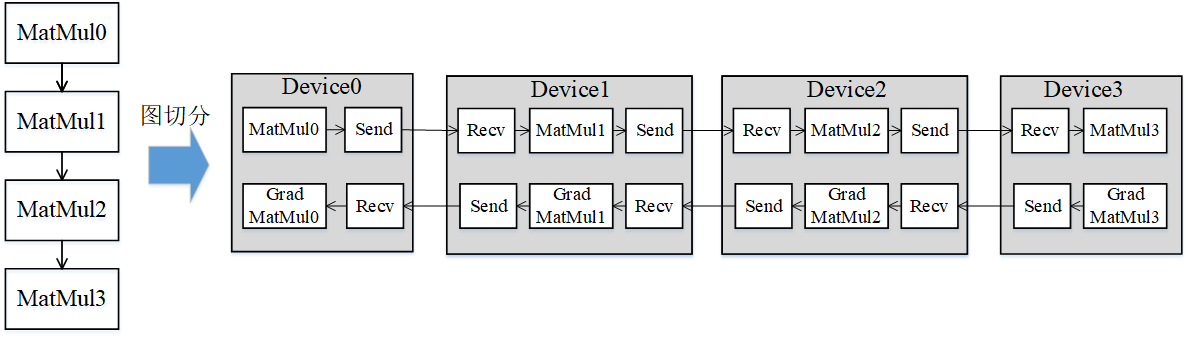 MatMul0
MatMul1
MatMul2
MatMul3
图切分
Device0
MatMul0
Send
Grad
MatMul0
Recv
Device1
Recv
MatMul1
Send
Send
Grad
MatMul1
Recv
Device2
Recv
MatMul2
Send
Send
Grad
MatMul2
Recv
Device3
Recv
MatMul3
Send
Grad
MatMul3